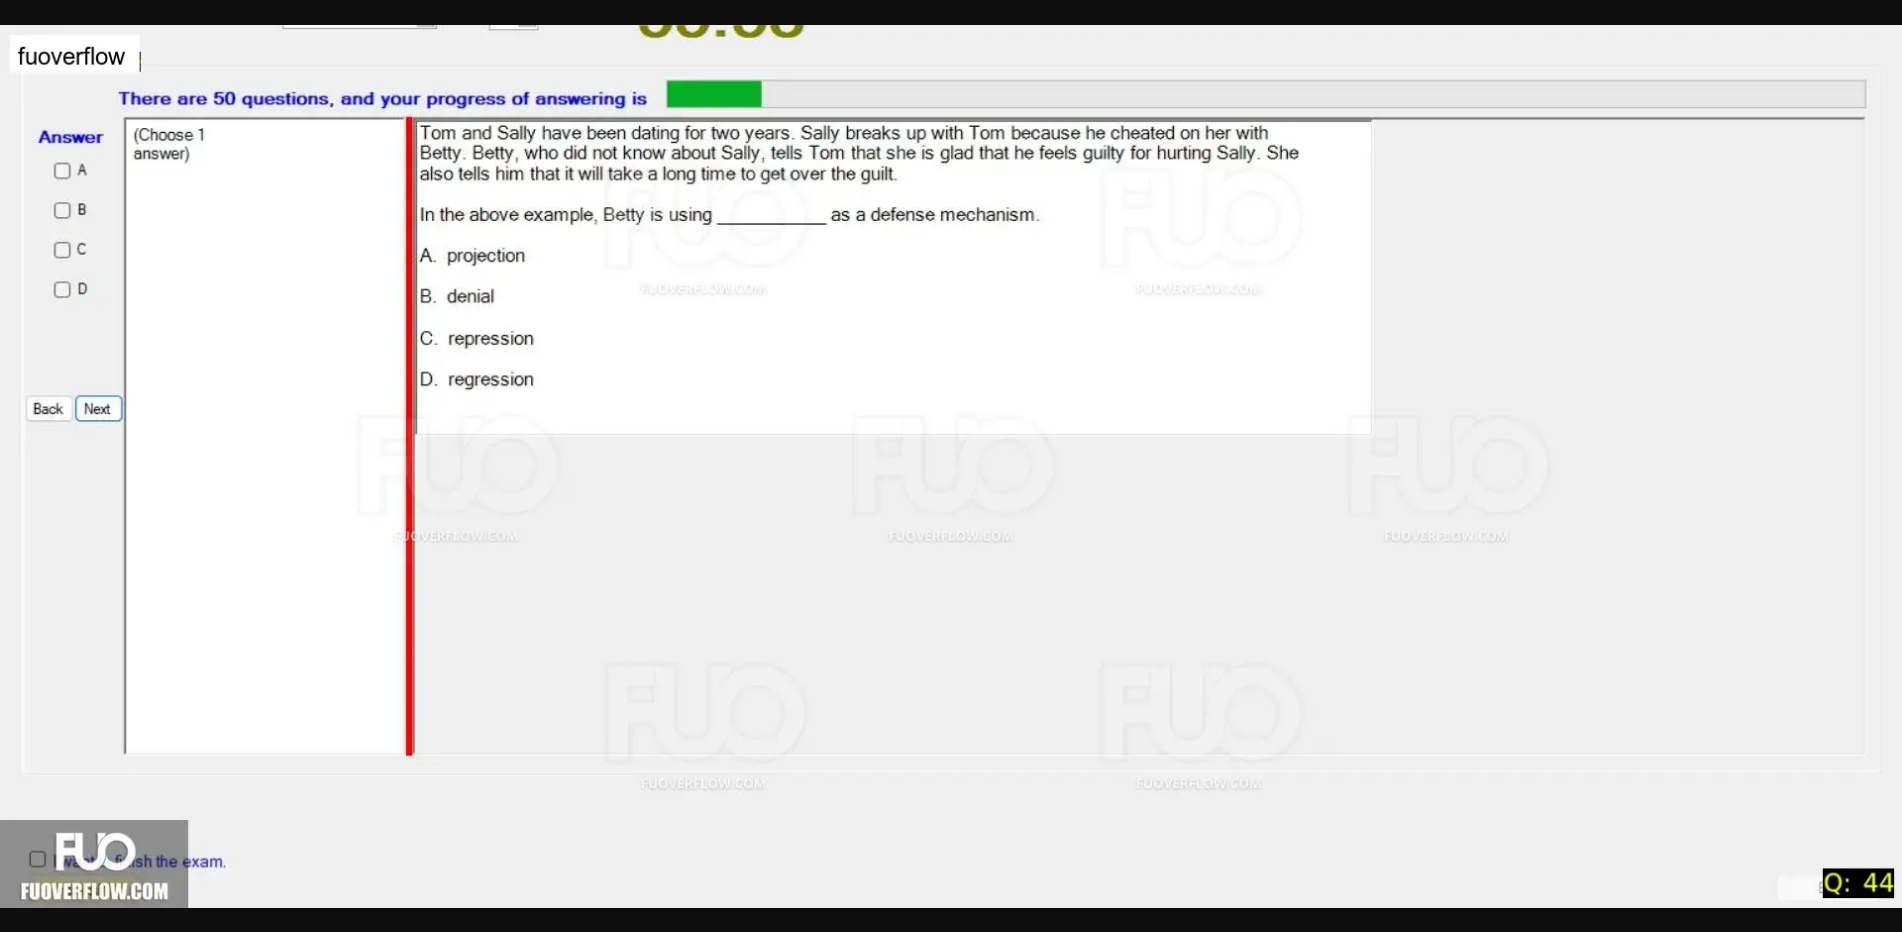 fuoverflow
There are 50 questions, and your progress of answering is
Answer
A
B
C
D
(Choose 1
answer)
Tom and Sally have been dating for two years. Sally breaks up with Tom because he cheated on her with
Betty. Betty, who did not know about Sally, tells Tom that she is glad that he feels guilty for hurting Sally. She
also tells him that it will take a long time to get over the guilt.
In the above example, Betty is using ___________ as a defense mechanism.
A. projection
B. denial
C. repression
D. regression
Back
Next
FUO
FUOVERFLOW.COM
FUO
FUOVERFLOW.COM
FUO
FUOVERFLOW.COM
FUO
FUOVERFLOW.COM
FUO
FUOVERFLOW.COM
FUO
FUOVERFLOW.COM
FUO
FUOVERFLOW.COM
the exam.
FUO
FUOVERFLOW.COM
Q: 44